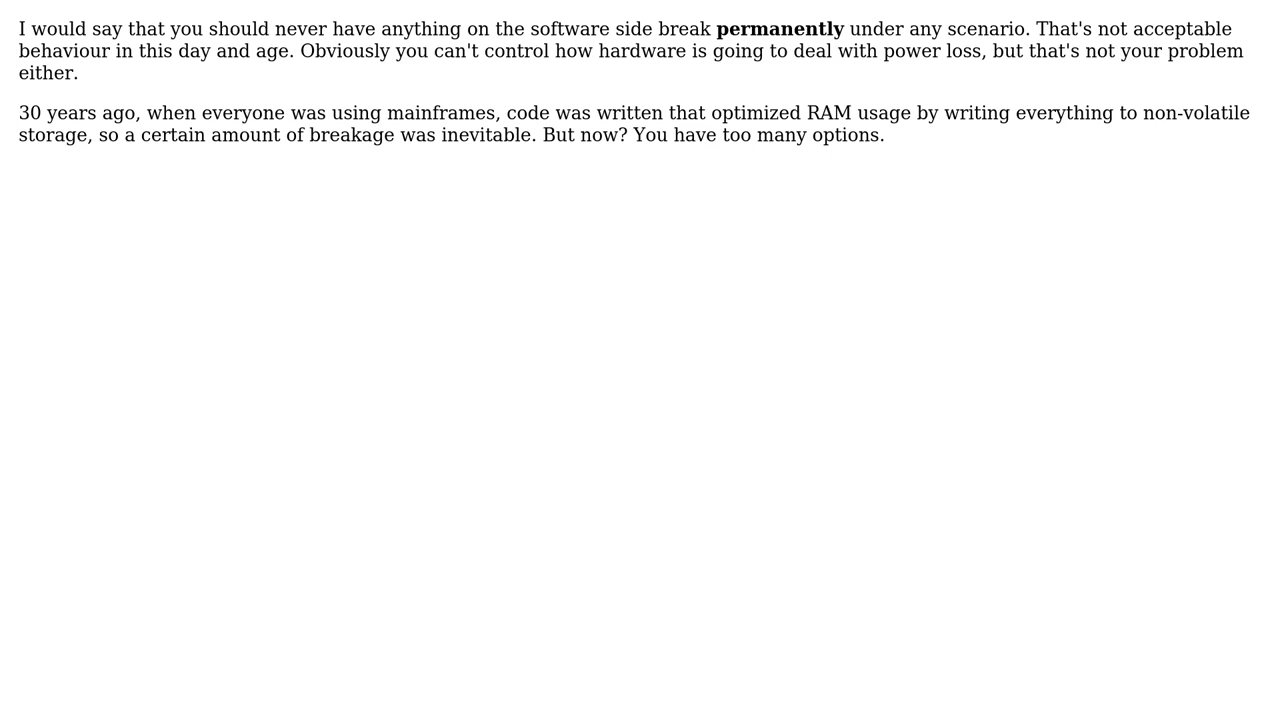 I would say that you should never have anything on the software side break permanently under any scenario. That's not acceptable
behaviour in this day and age. Obviously you can't control how hardware is going to deal with power loss, but that's not your problem
either.
30 years ago, when everyone was using mainframes, code was written that optimized RAM usage by writing everything to non-volatile
storage, so a certain amount of breakage was inevitable. But now? You have too many options.